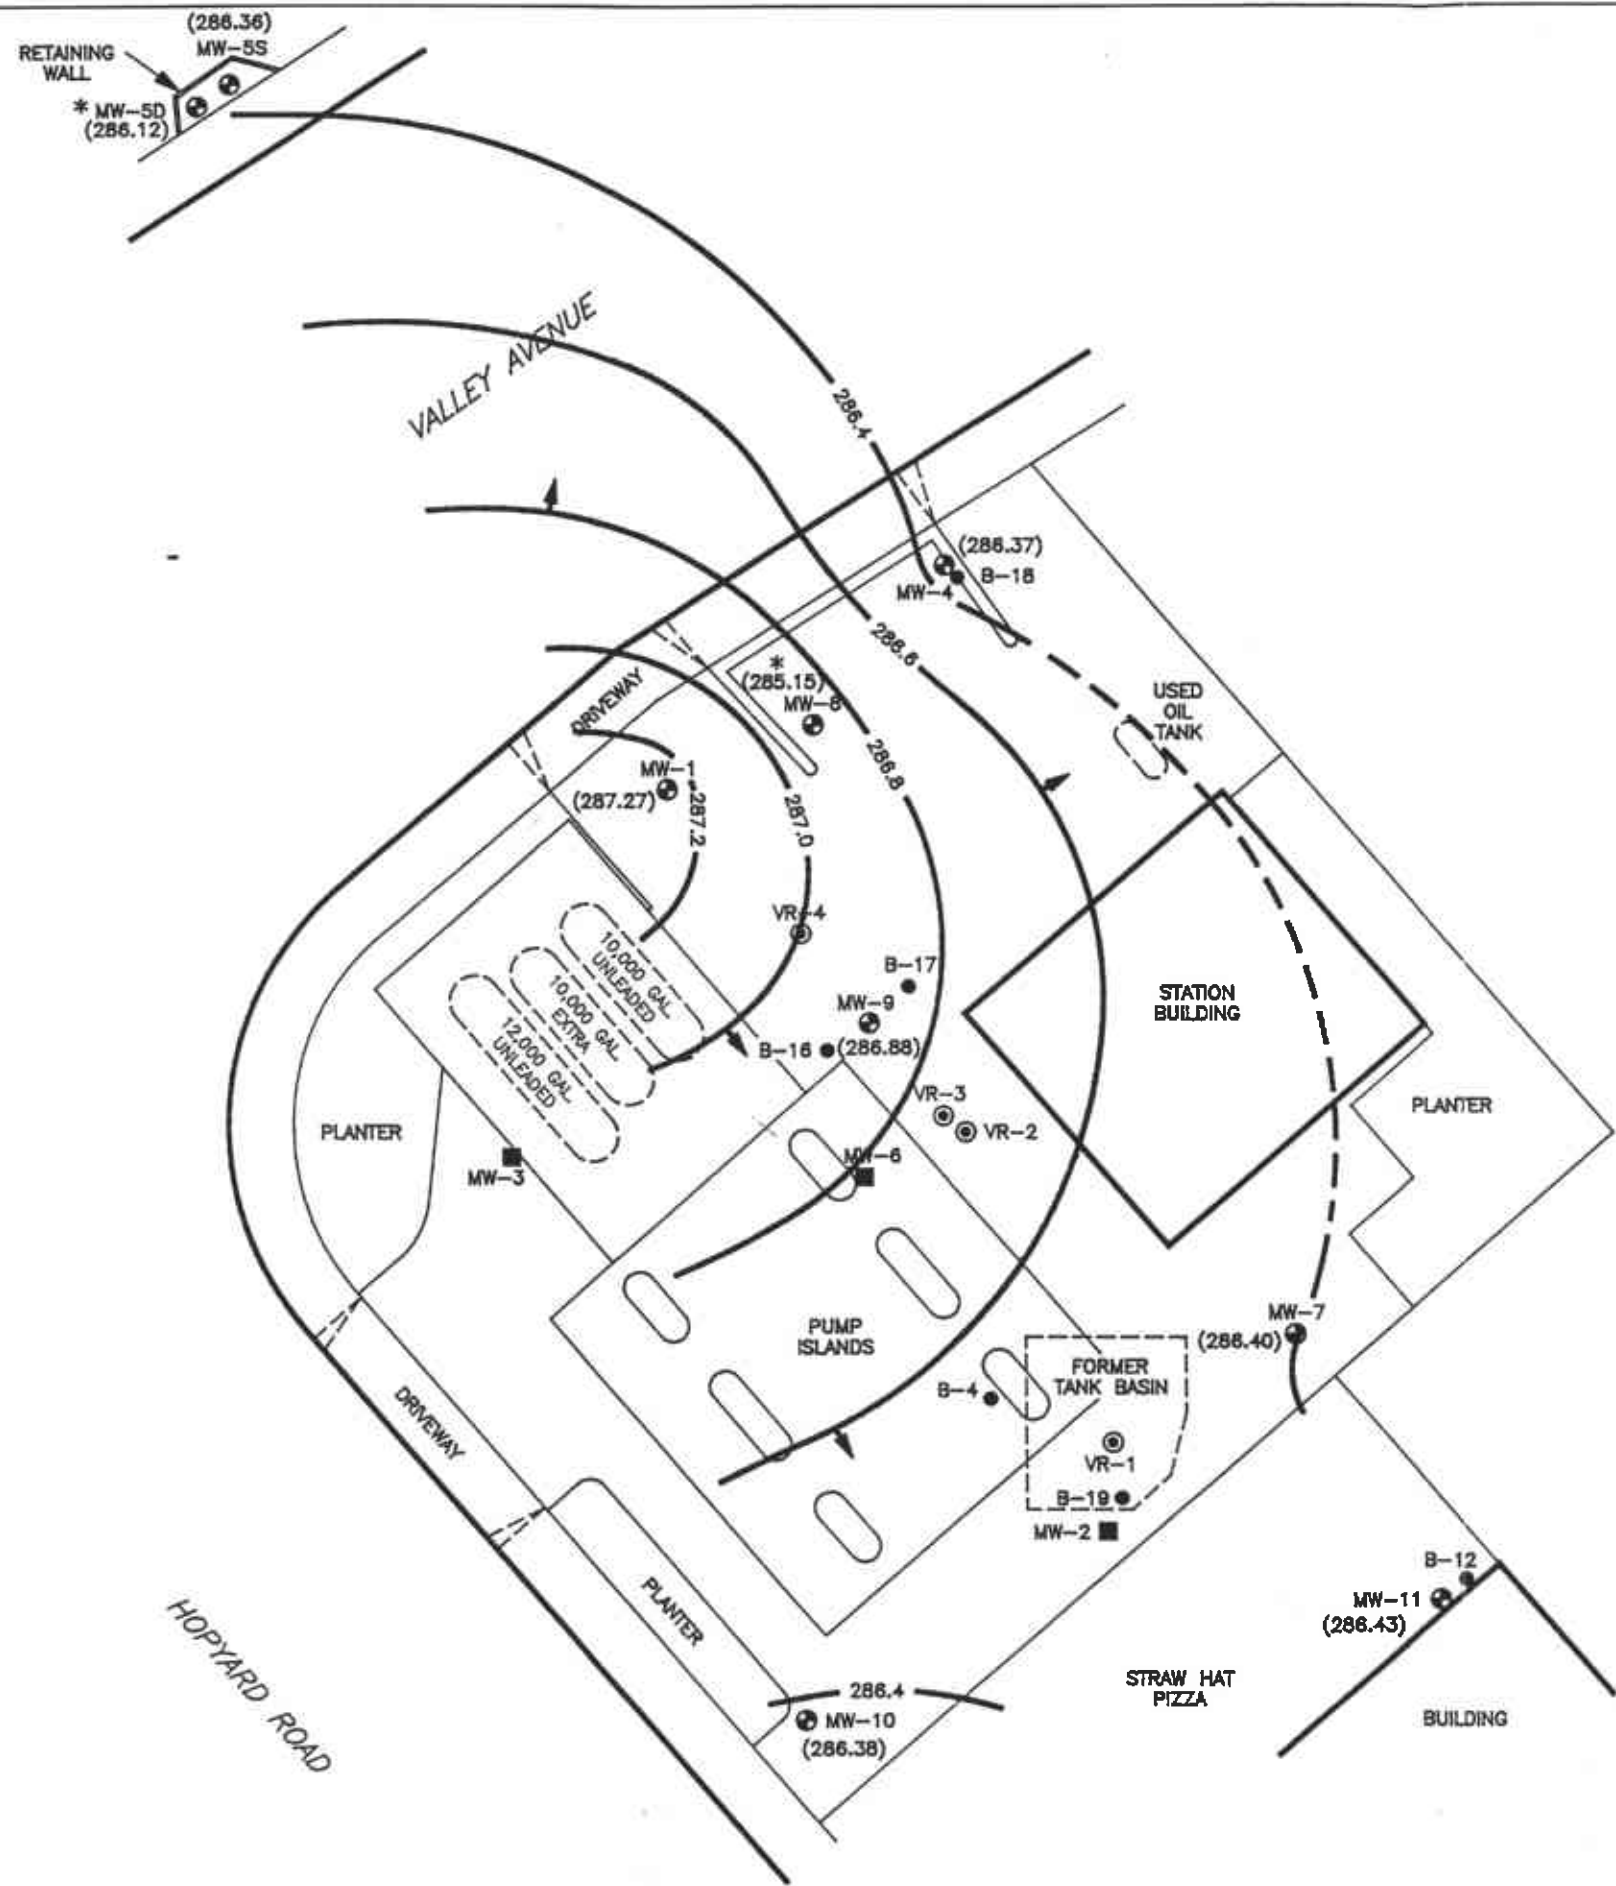 (286.36)
MW-5S
RETAINING
WALL
* MW-5D
(286.12)
VALLEY AVENUE
286.4
(286.37)
B-18
MW-4
286.6
*
(285.15)
MW-8
DRIVEWAY
USED
OIL
TANK
286.8
MW-1
(287.27)
287.2
287.0
VR-4
B-17
MW-9
B-16
(286.88)
10,000 GAL.
UNLEADED
10,000 GAL.
EXTRA
12,000 GAL.
UNLEADED
STATION
BUILDING
VR-3
VR-2
PLANTER
PLANTER
MW-3
MW-6
PUMP
ISLANDS
MW-7
(286.40)
FORMER
TANK BASIN
B-4
DRIVEWAY
VR-1
B-19
MW-2
B-12
MW-11
(286.43)
PLANTER
HOPYARD ROAD
286.4
MW-10
(286.38)
STRAW HAT
PIZZA
BUILDING